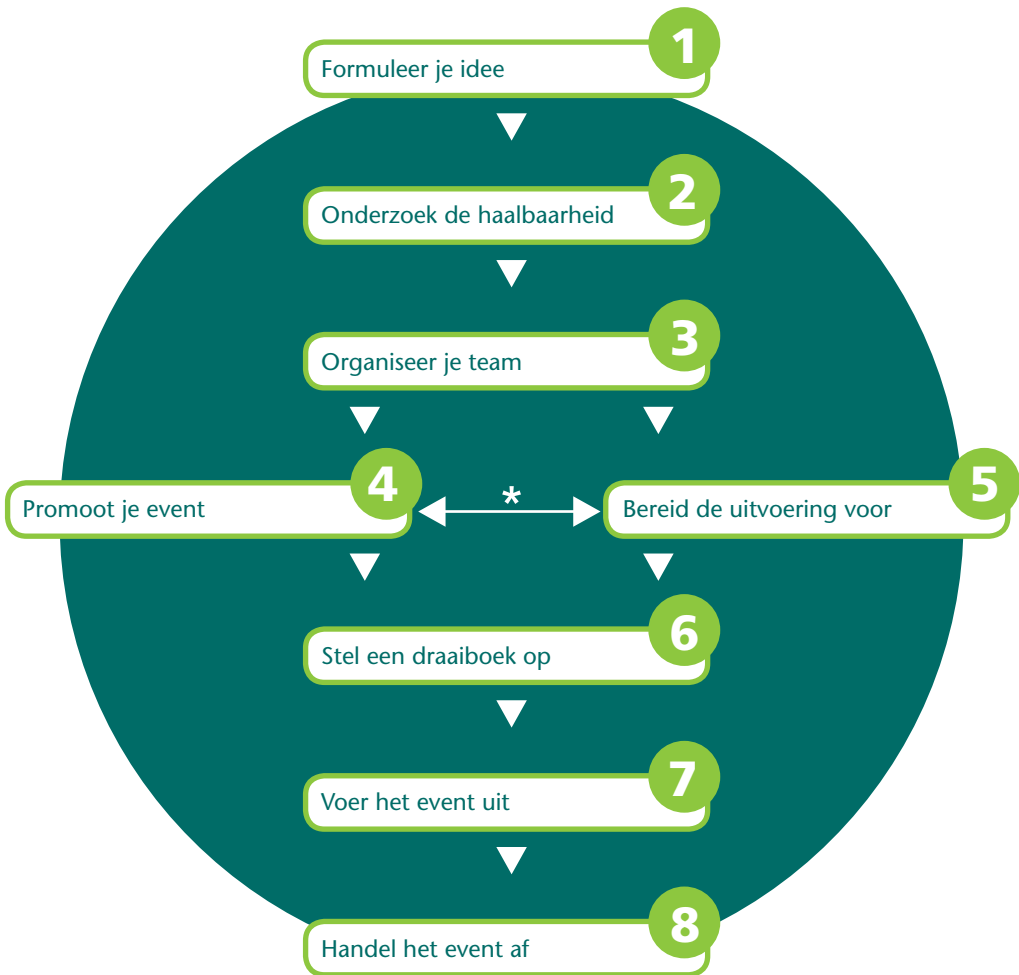 1
Formuleer je idee
2
Onderzoek de haalbaarheid
3
Organiseer je team
4
Promoot je event
*
5
Bereid de uitvoering voor
6
Stel een draaiboek op
7
Voer het event uit
8
Handel het event af